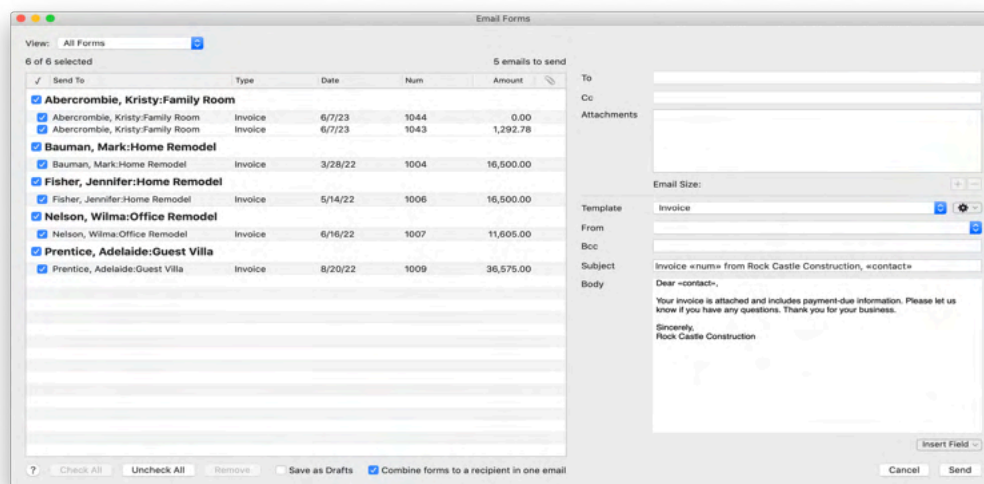 Email Forms
View: All Forms
6 of 6 selected 5 emails to send
✓ Send To Type Date Num Amount
Abercrombie, Kristy:Family Room
Abercrombie, Kristy:Family Room Invoice 6/7/23 1044 0.00
Abercrombie, Kristy:Family Room Invoice 6/7/23 1043 1,292.78
Bauman, Mark:Home Remodel
Bauman, Mark:Home Remodel Invoice 3/28/22 1004 16,500.00
Fisher, Jennifer:Home Remodel
Fisher, Jennifer:Home Remodel Invoice 5/14/22 1006 16,500.00
Nelson, Wilma:Office Remodel
Nelson, Wilma:Office Remodel Invoice 6/16/22 1007 11,605.00
Prentice, Adelaide:Guest Villa
Prentice, Adelaide:Guest Villa Invoice 8/20/22 1009 36,575.00
? Check All Uncheck All Remove Save as Drafts Combine forms to a recipient in one email
To
Cc
Attachments
Email Size: + −
Template Invoice
From
Bcc
Subject Invoice «num» from Rock Castle Construction, «contact»
Body Dear «contact»,
Your invoice is attached and includes payment-due information. Please let us
know if you have any questions. Thank you for your business.
Sincerely,
Rock Castle Construction
Insert Field
Cancel Send